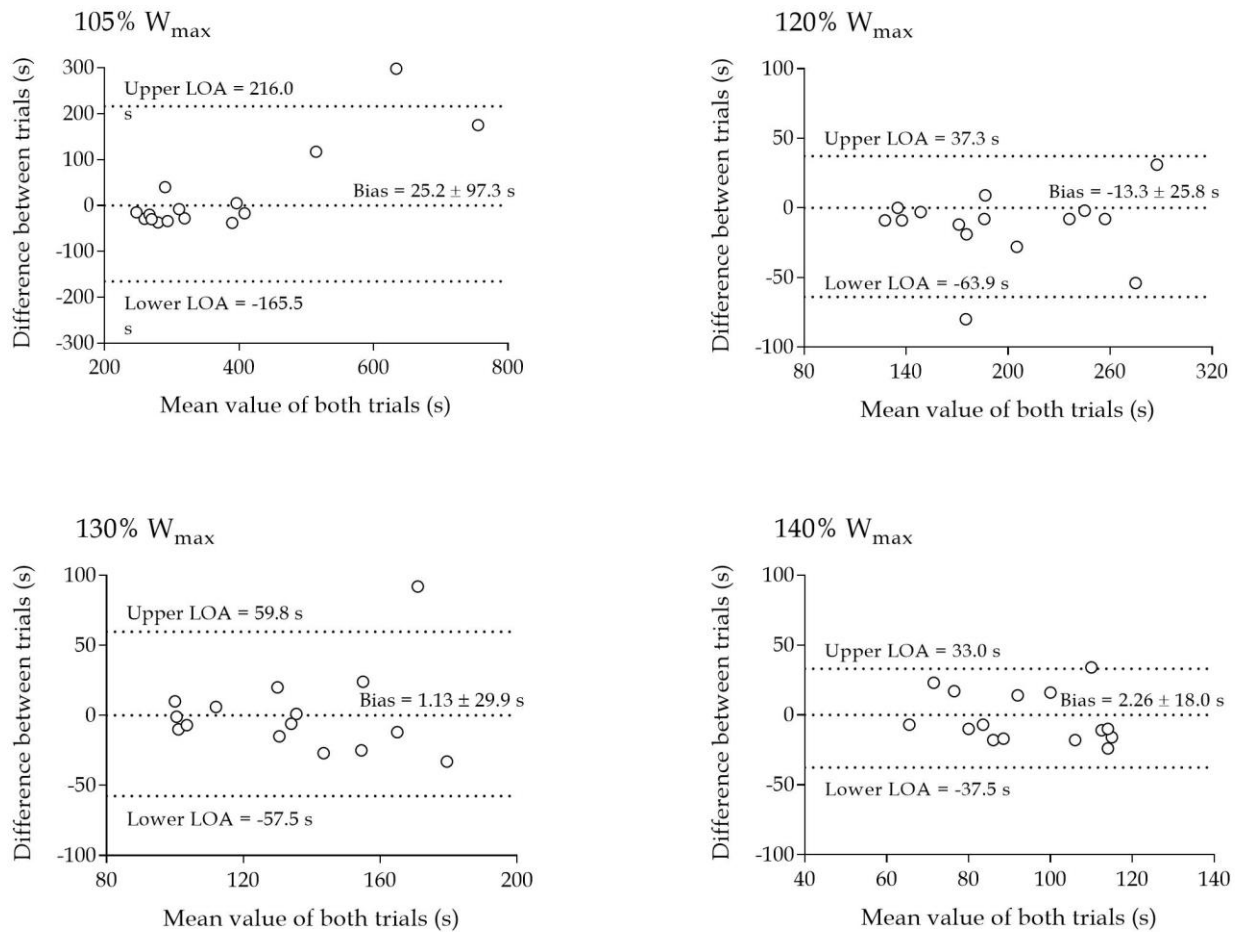 105% Wmax
Difference between trials (s)
300
200
100
0
-100
-200
-300
Upper LOA = 216.0
s
Bias = 25.2 ± 97.3 s
Lower LOA = -165.5
s
200
400
600
800
Mean value of both trials (s)
120% Wmax
Difference between trials (s)
100
50
0
-50
-100
Upper LOA = 37.3 s
Bias = -13.3 ± 25.8 s
Lower LOA = -63.9 s
80
140
200
260
320
Mean value of both trials (s)
130% Wmax
Difference between trials (s)
100
50
0
-50
-100
Upper LOA = 59.8 s
Bias = 1.13 ± 29.9 s
Lower LOA = -57.5 s
80
120
160
200
Mean value of both trials (s)
140% Wmax
Difference between trials (s)
100
50
0
-50
-100
Upper LOA = 33.0 s
Bias = 2.26 ± 18.0 s
Lower LOA = -37.5 s
40
60
80
100
120
140
Mean value of both trials (s)